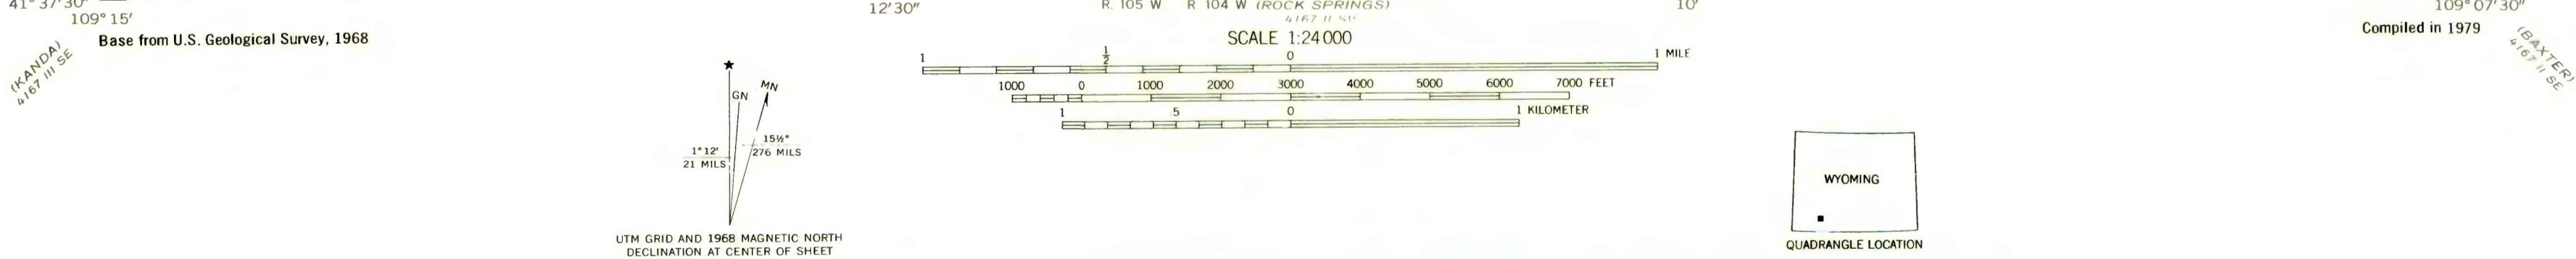 41° 37′ 30″
109° 15′
12′30″
R. 105 W. R 104 W (ROCK SPRINGS)
4167 II SW
10′
109° 07′ 30″
(KANDA)
4167 III SE
Base from U.S. Geological Survey, 1968
SCALE 1:24 000
Compiled in 1979
(BAXTER)
4167 II SE
1 ½ 0 1 MILE
1000 0 1000 2000 3000 4000 5000 6000 7000 FEET
1 .5 0 1 KILOMETER
★
GN
MN
1° 12′
21 MILS
15½°
276 MILS
UTM GRID AND 1968 MAGNETIC NORTH
DECLINATION AT CENTER OF SHEET
WYOMING
QUADRANGLE LOCATION